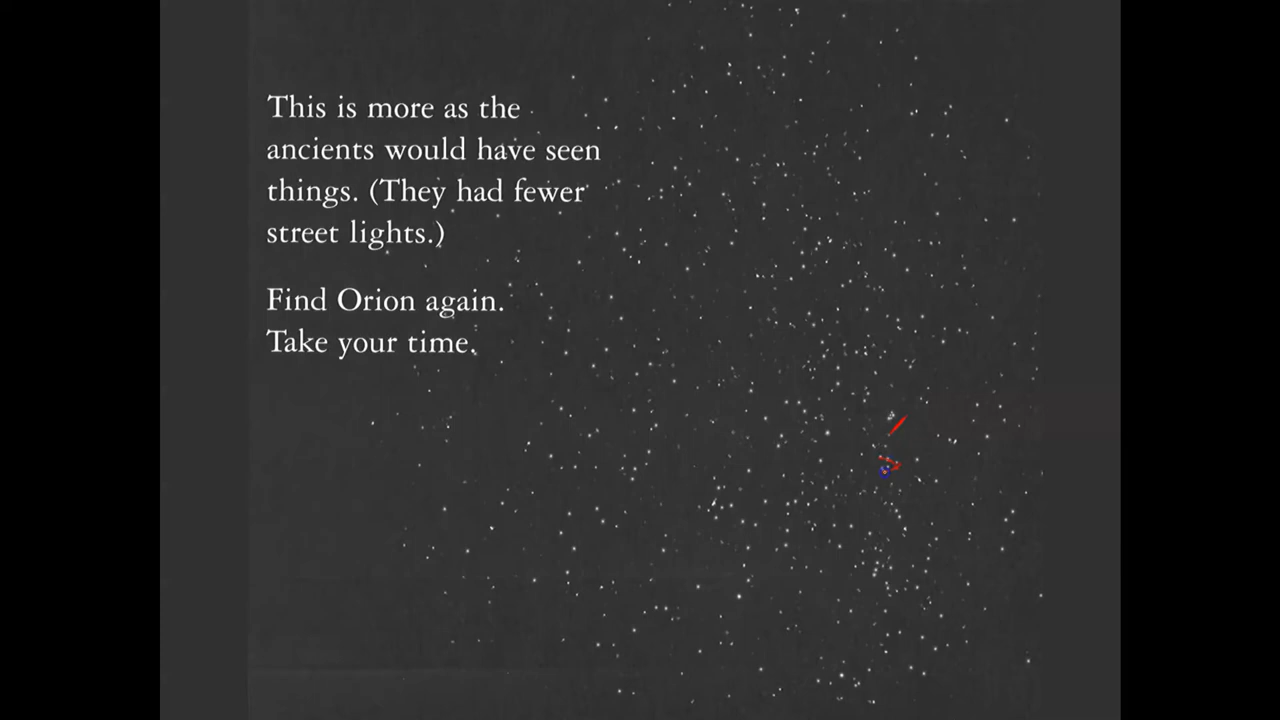 This is more as the
ancients would have seen
things. (They had fewer
street lights.)
Find Orion again.
Take your time.